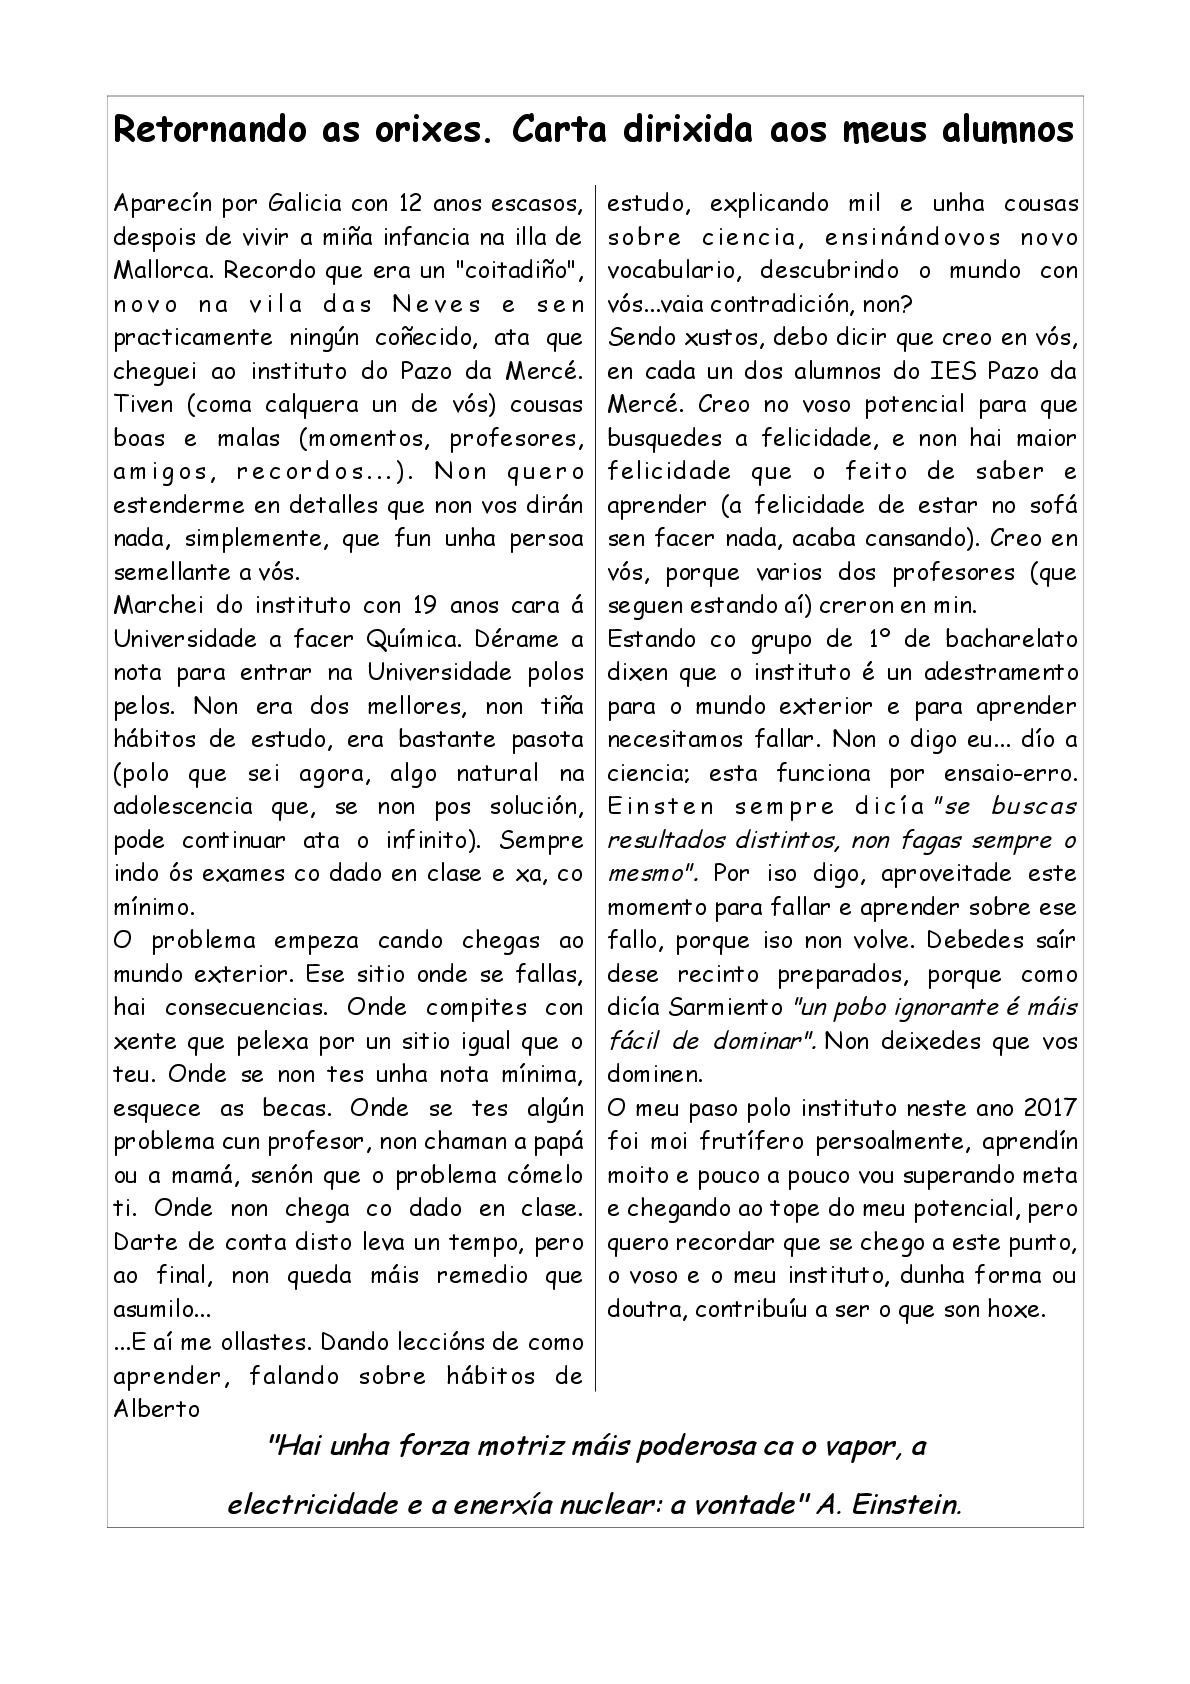 Retornando as orixes. Carta dirixida aos meus alumnos
Aparecín por Galicia con 12 anos escasos,
despois de vivir a miña infancia na illa de
Mallorca. Recordo que era un "coitadiño",
novo na vila das Neves e sen
practicamente ningún coñecido, ata que
cheguei ao instituto do Pazo da Mercé.
Tiven (coma calquera un de vós) cousas
boas e malas (momentos, profesores,
amigos, recordos...). Non quero
estenderme en detalles que non vos dirán
nada, simplemente, que fun unha persoa
semellante a vós.
Marchei do instituto con 19 anos cara á
Universidade a facer Química. Dérame a
nota para entrar na Universidade polos
pelos. Non era dos mellores, non tiña
hábitos de estudo, era bastante pasota
(polo que sei agora, algo natural na
adolescencia que, se non pos solución,
pode continuar ata o infinito). Sempre
indo ós exames co dado en clase e xa, co
mínimo.
O problema empeza cando chegas ao
mundo exterior. Ese sitio onde se fallas,
hai consecuencias. Onde compites con
xente que pelexa por un sitio igual que o
teu. Onde se non tes unha nota mínima,
esquece as becas. Onde se tes algún
problema cun profesor, non chaman a papá
ou a mamá, senón que o problema cómelo
ti. Onde non chega co dado en clase.
Darte de conta disto leva un tempo, pero
ao final, non queda máis remedio que
asumilo...
...E aí me ollastes. Dando leccións de como
aprender, falando sobre hábitos de
estudo, explicando mil e unha cousas
sobre ciencia, ensinándovos novo
vocabulario, descubrindo o mundo con
vós...vaia contradición, non?
Sendo xustos, debo dicir que creo en vós,
en cada un dos alumnos do IES Pazo da
Mercé. Creo no voso potencial para que
busquedes a felicidade, e non hai maior
felicidade que o feito de saber e
aprender (a felicidade de estar no sofá
sen facer nada, acaba cansando). Creo en
vós, porque varios dos profesores (que
seguen estando aí) creron en min.
Estando co grupo de 1º de bacharelato
dixen que o instituto é un adestramento
para o mundo exterior e para aprender
necesitamos fallar. Non o digo eu... dío a
ciencia; esta funciona por ensaio-erro.
Einsten sempre dicía "se buscas
resultados distintos, non fagas sempre o
mesmo". Por iso digo, aproveitade este
momento para fallar e aprender sobre ese
fallo, porque iso non volve. Debedes saír
dese recinto preparados, porque como
dicía Sarmiento "un pobo ignorante é máis
fácil de dominar". Non deixedes que vos
dominen.
O meu paso polo instituto neste ano 2017
foi moi frutífero persoalmente, aprendín
moito e pouco a pouco vou superando meta
e chegando ao tope do meu potencial, pero
quero recordar que se chego a este punto,
o voso e o meu instituto, dunha forma ou
doutra, contribuíu a ser o que son hoxe.
Alberto
"Hai unha forza motriz máis poderosa ca o vapor, a
electricidade e a enerxía nuclear: a vontade" A. Einstein.